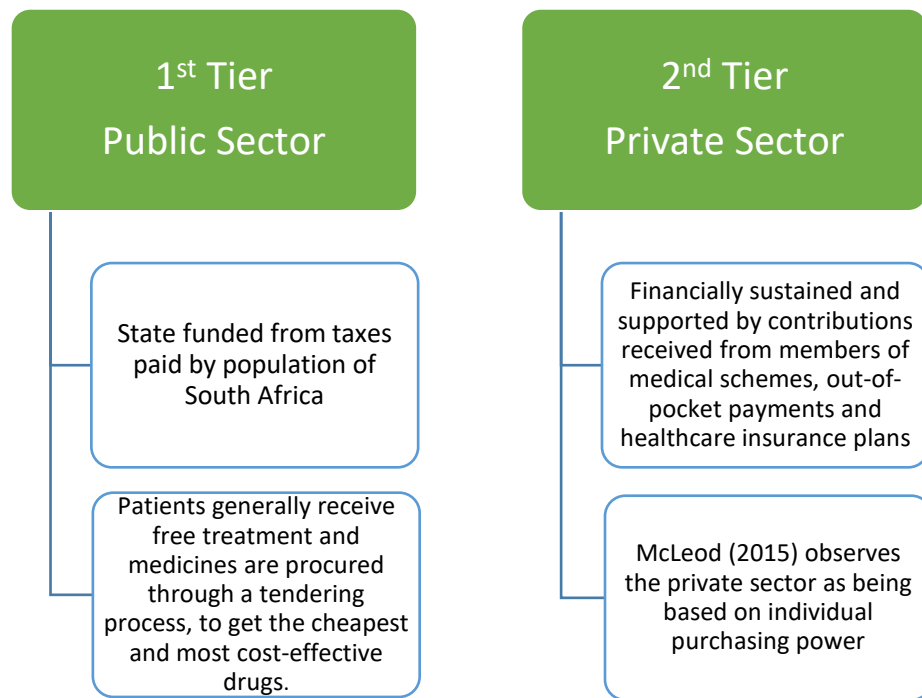 1st Tier
Public Sector
State funded from taxes
paid by population of
South Africa
Patients generally receive
free treatment and
medicines are procured
through a tendering
process, to get the cheapest
and most cost-effective
drugs.
2nd Tier
Private Sector
Financially sustained and
supported by contributions
received from members of
medical schemes, out-of-
pocket payments and
healthcare insurance plans
McLeod (2015) observes
the private sector as being
based on individual
purchasing power